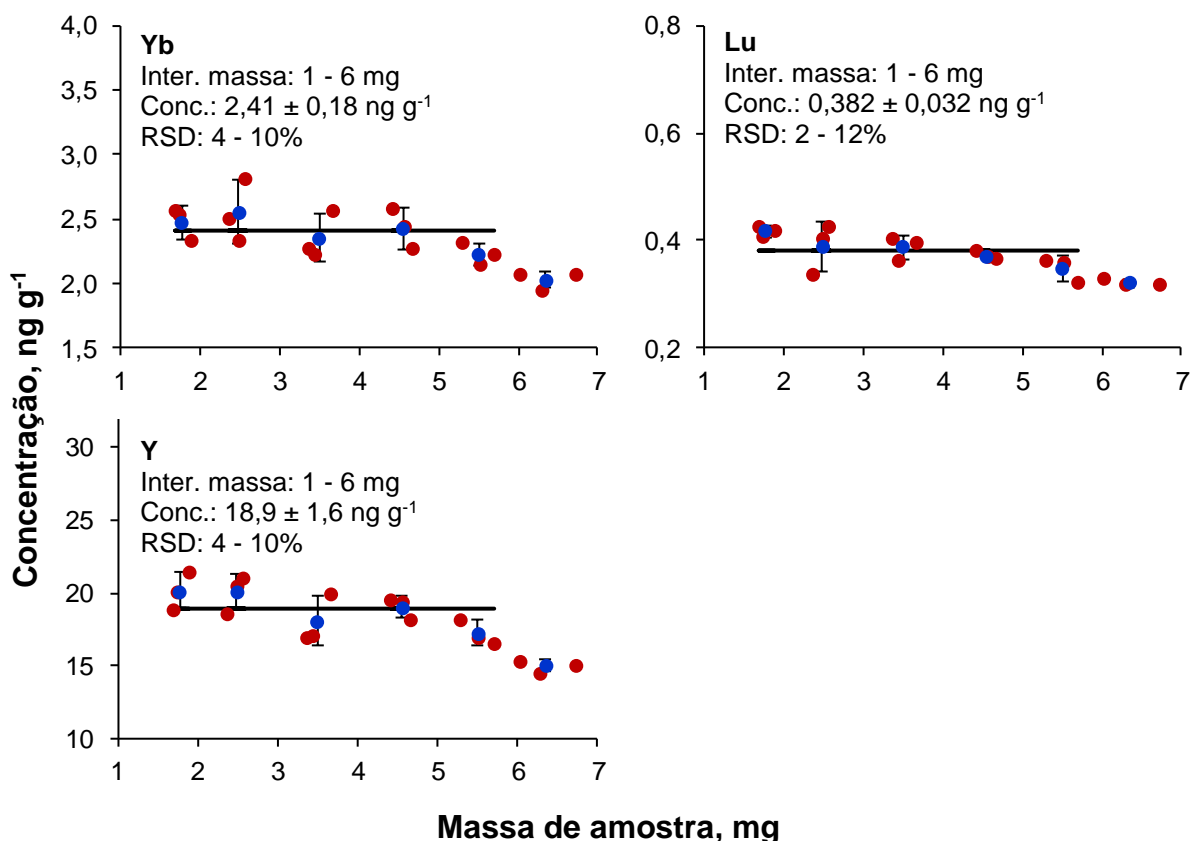 Concentração, ng g⁻¹
4,0
3,5
3,0
2,5
2,0
1,5
Yb
Inter. massa: 1 - 6 mg
Conc.: 2,41 ± 0,18 ng g⁻¹
RSD: 4 - 10%
1 2 3 4 5 6 7
0,8
0,6
0,4
0,2
Lu
Inter. massa: 1 - 6 mg
Conc.: 0,382 ± 0,032 ng g⁻¹
RSD: 2 - 12%
1 2 3 4 5 6 7
30
25
20
15
10
Y
Inter. massa: 1 - 6 mg
Conc.: 18,9 ± 1,6 ng g⁻¹
RSD: 4 - 10%
1 2 3 4 5 6 7
Massa de amostra, mg